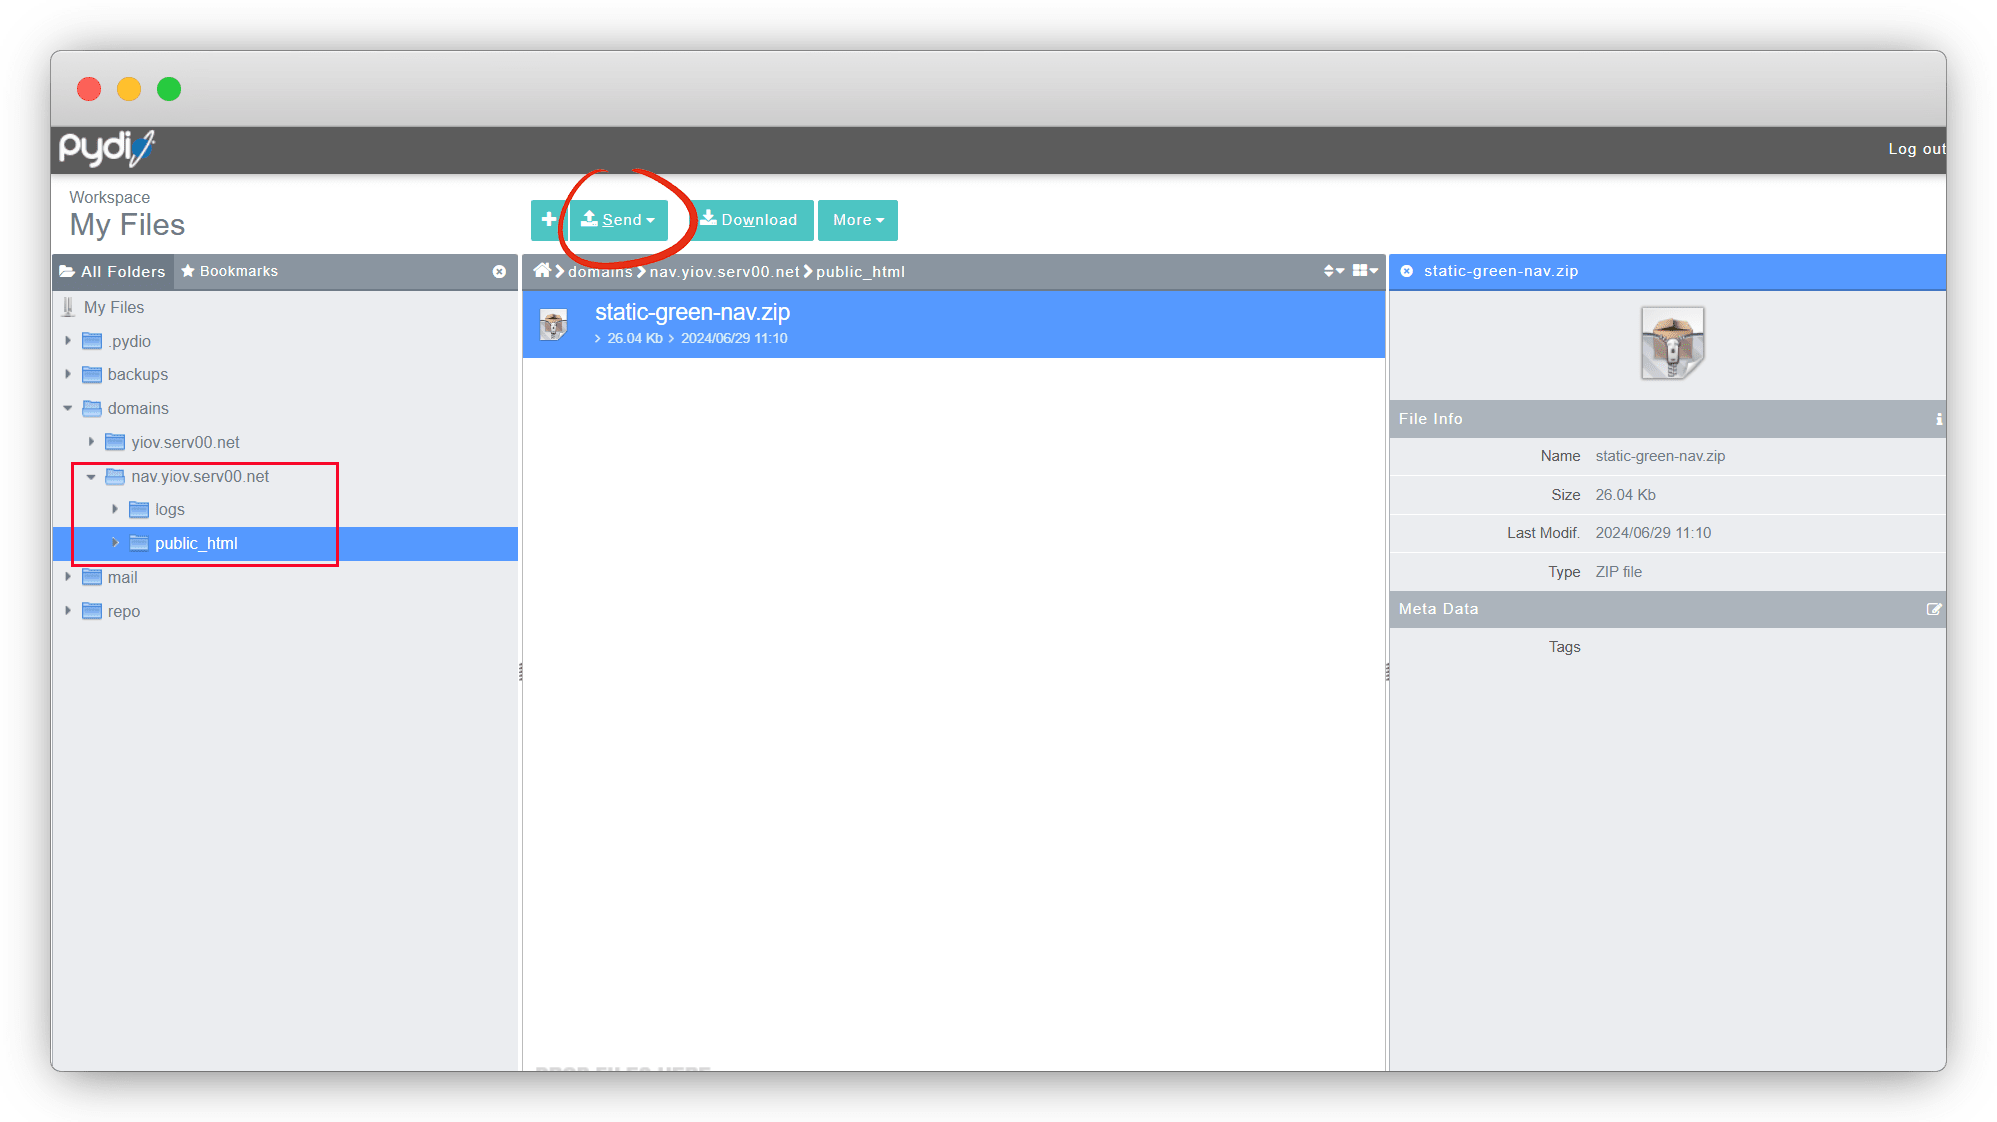 pydio
Log out
Workspace
My Files
Send
Download
More
All Folders
Bookmarks
domains
nav.yiov.serv00.net
public_html
static-green-nav.zip
My Files
.pydio
backups
domains
yiov.serv00.net
nav.yiov.serv00.net
logs
public_html
mail
repo
static-green-nav.zip
26.04 Kb
2024/06/29 11:10
DROP FILES HERE
File Info
Name static-green-nav.zip
Size 26.04 Kb
Last Modif. 2024/06/29 11:10
Type ZIP file
Meta Data
Tags